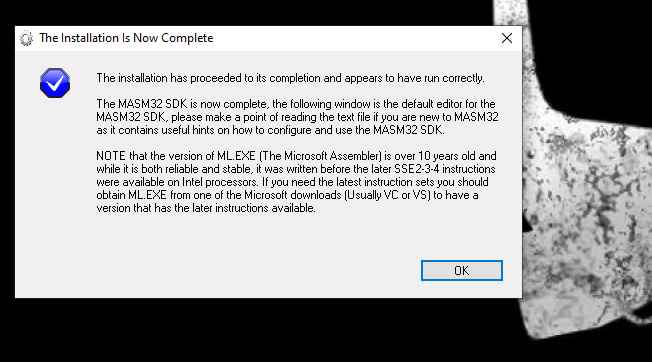 The Installation Is Now Complete
The installation has proceeded to its completion and appears to have run correctly.
The MASM32 SDK is now complete, the following window is the default editor for the
MASM32 SDK, please make a point of reading the text file if you are new to MASM32
as it contains useful hints on how to configure and use the MASM32 SDK.
NOTE that the version of ML.EXE (The Microsoft Assembler) is over 10 years old and
while it is both reliable and stable, it was written before the later SSE2-3-4 instructions
were available on Intel processors. If you need the latest instruction sets you should
obtain ML.EXE from one of the Microsoft downloads (Usually VC or VS) to have a
version that has the later instructions available.
OK